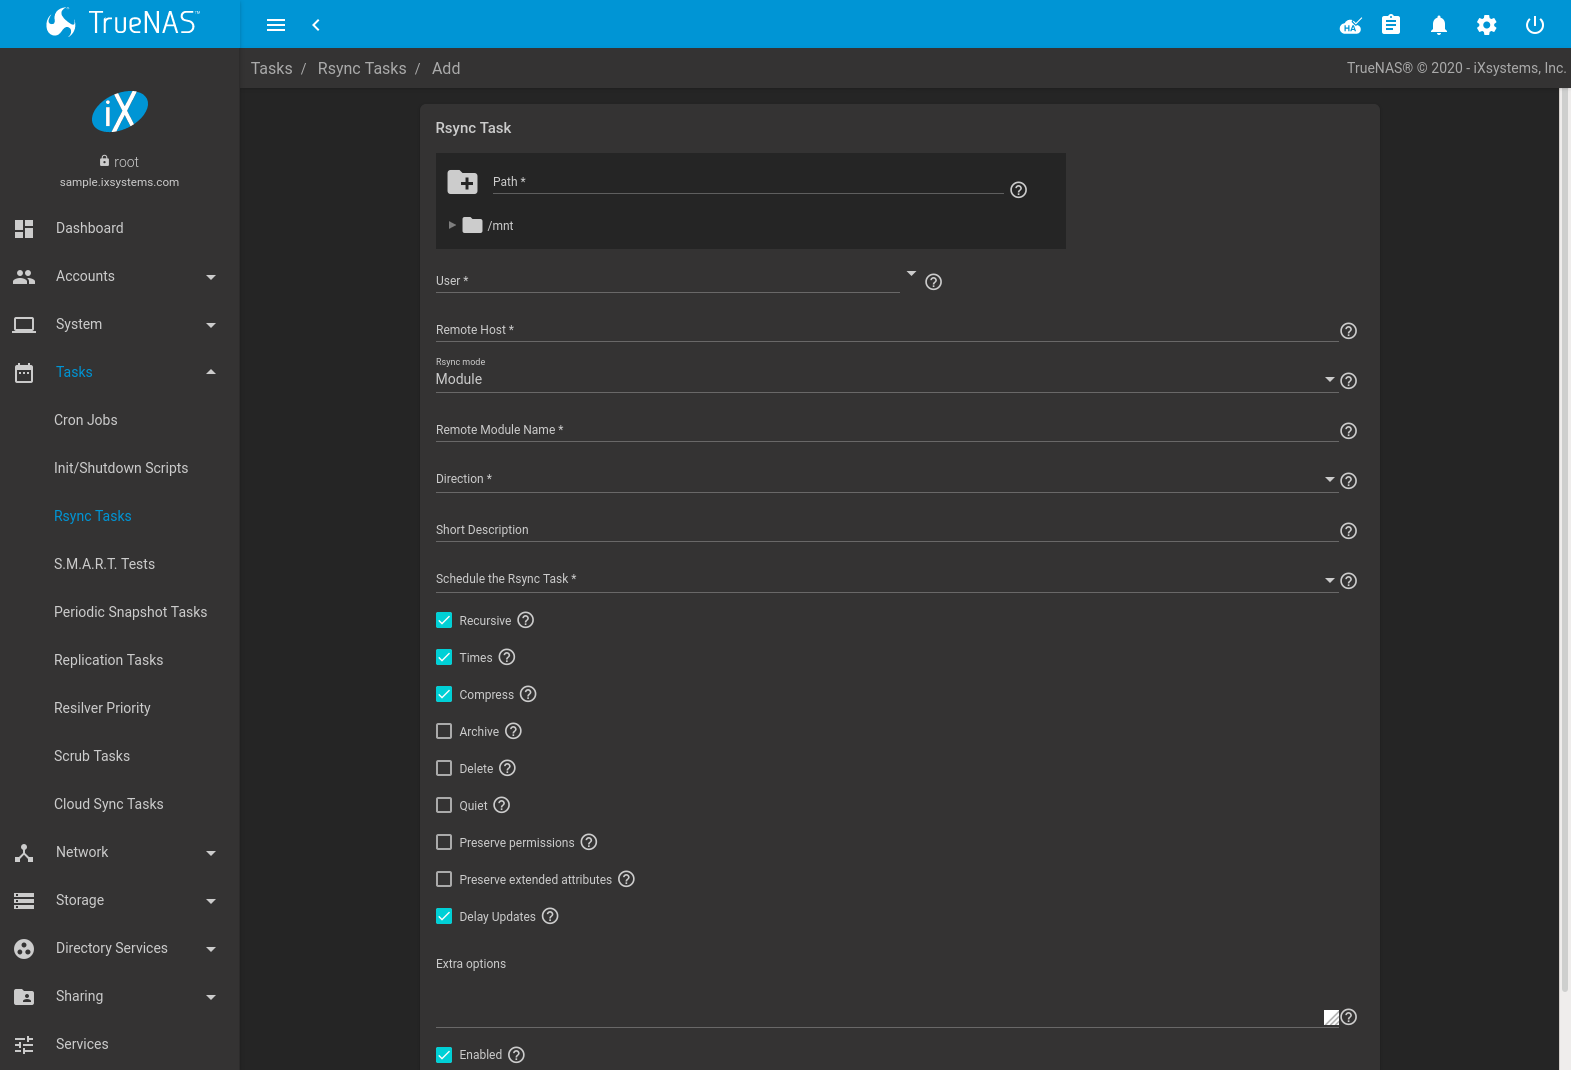 TrueNAS™
HA
Tasks / Rsync Tasks / Add
TrueNAS® © 2020 - iXsystems, Inc.
iX
root
sample.ixsystems.com
Dashboard
Accounts
System
Tasks
Cron Jobs
Init/Shutdown Scripts
Rsync Tasks
S.M.A.R.T. Tests
Periodic Snapshot Tasks
Replication Tasks
Resilver Priority
Scrub Tasks
Cloud Sync Tasks
Network
Storage
Directory Services
Sharing
Services
Rsync Task
Path *
/mnt
User *
Remote Host *
Rsync mode
Module
Remote Module Name *
Direction *
Short Description
Schedule the Rsync Task *
Recursive
Times
Compress
Archive
Delete
Quiet
Preserve permissions
Preserve extended attributes
Delay Updates
Extra options
Enabled